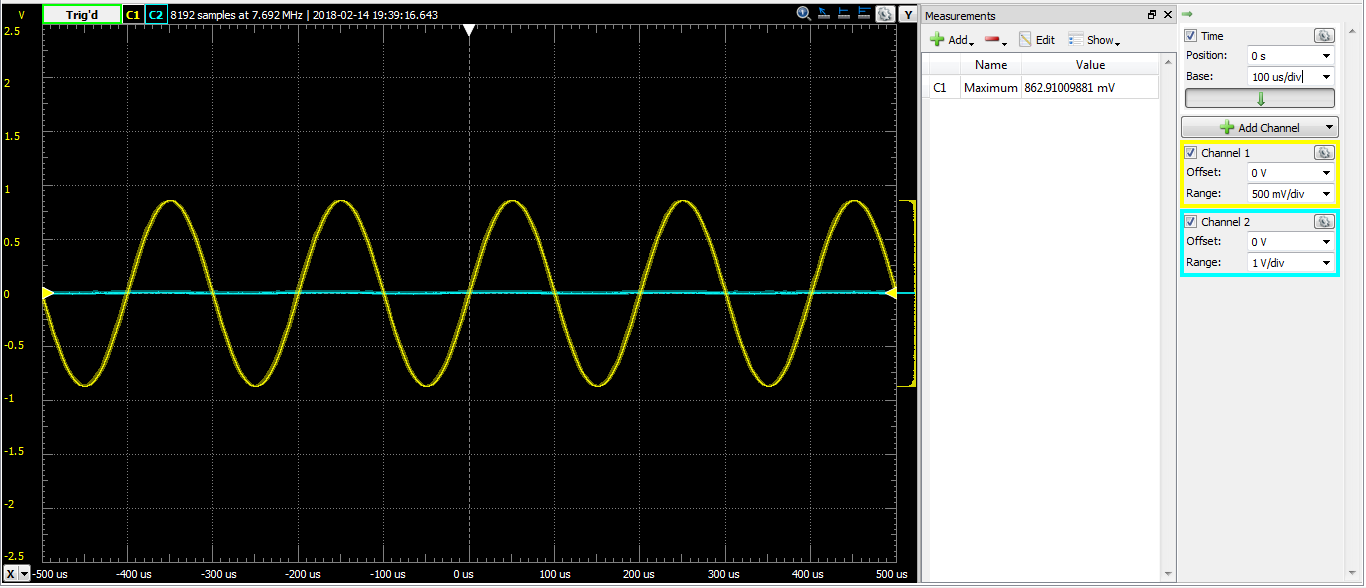 V Trig'd C1 C2 8192 samples at 7.692 MHz | 2018-02-14 19:39:16.643 Y
2.5
2
1.5
1
0.5
0
-0.5
-1
-1.5
-2
-2.5
X -500 us -400 us -300 us -200 us -100 us 0 us 100 us 200 us 300 us 400 us 500 us
Measurements
Add Edit Show
Name Value
C1 Maximum 862.91009881 mV
Time
Position: 0 s
Base: 100 us/div
Add Channel
Channel 1
Offset: 0 V
Range: 500 mV/div
Channel 2
Offset: 0 V
Range: 1 V/div